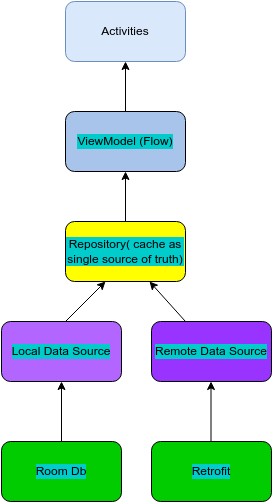 Activities
ViewModel (Flow)
Repository( cache as
single source of truth)
Local Data Source
Remote Data Source
Room Db
Retrofit